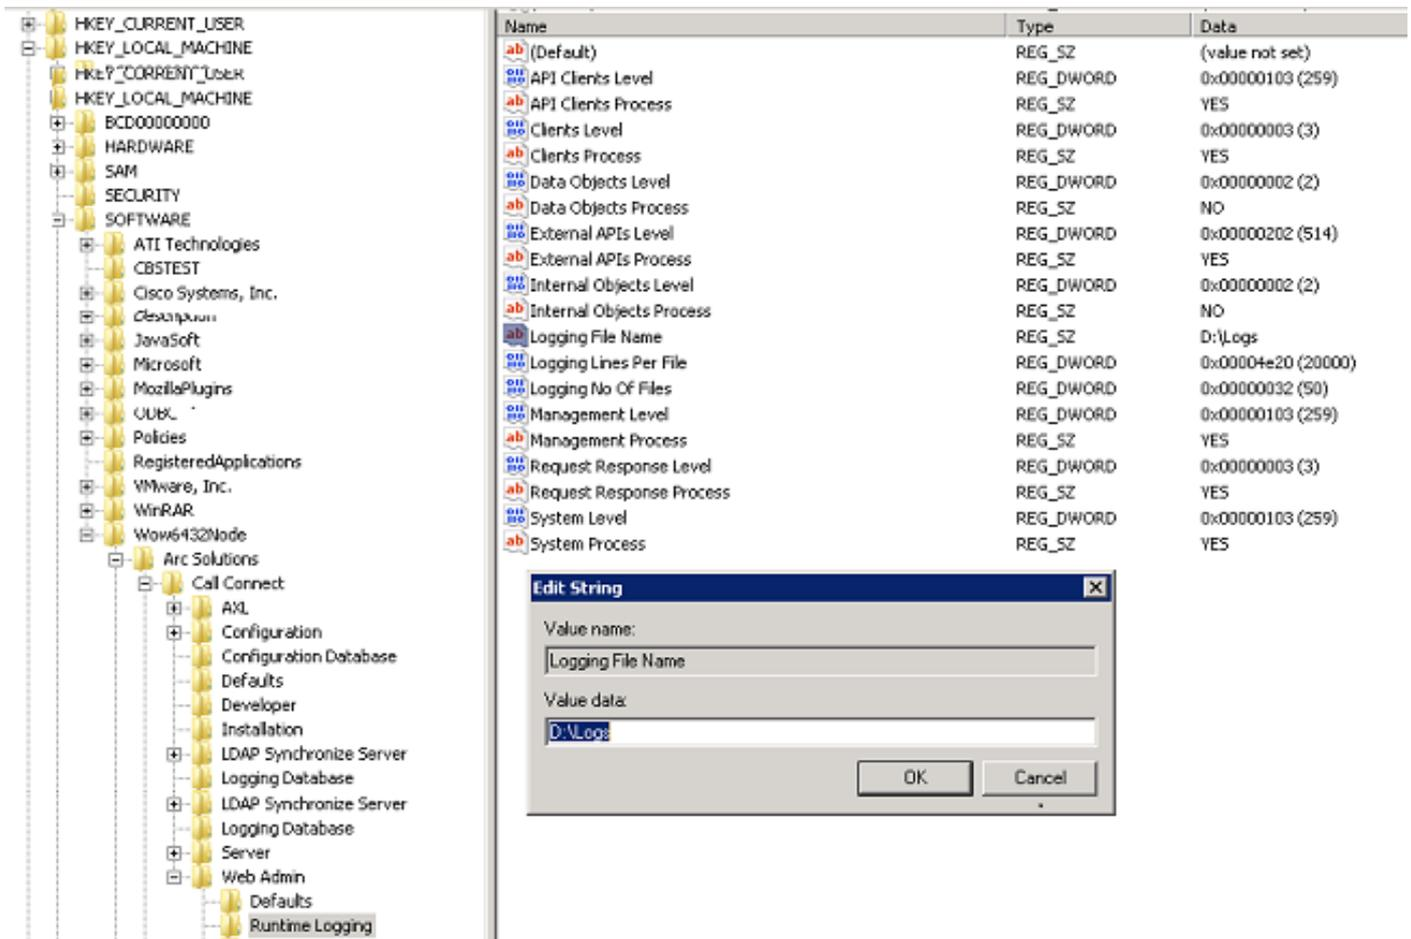 HKEY_CURRENT_USER
HKEY_LOCAL_MACHINE
HKEY_CURRENT_USER
HKEY_LOCAL_MACHINE
BCD00000000
HARDWARE
SAM
SECURITY
SOFTWARE
ATI Technologies
CBSTEST
Cisco Systems, Inc.
Description
JavaSoft
Microsoft
MozillaPlugins
ODBC
Policies
RegisteredApplications
VMware, Inc.
WinRAR
Wow6432Node
Arc Solutions
Call Connect
AXL
Configuration
Configuration Database
Defaults
Developer
Installation
LDAP Synchronize Server
Logging Database
LDAP Synchronize Server
Logging Database
Server
Web Admin
Defaults
Runtime Logging
Name Type Data
(Default) REG_SZ (value not set)
API Clients Level REG_DWORD 0x00000103 (259)
API Clients Process REG_SZ YES
Clients Level REG_DWORD 0x00000003 (3)
Clients Process REG_SZ YES
Data Objects Level REG_DWORD 0x00000002 (2)
Data Objects Process REG_SZ NO
External APIs Level REG_DWORD 0x00000202 (514)
External APIs Process REG_SZ YES
Internal Objects Level REG_DWORD 0x00000002 (2)
Internal Objects Process REG_SZ NO
Logging File Name REG_SZ D:\Logs
Logging Lines Per File REG_DWORD 0x00004e20 (20000)
Logging No Of Files REG_DWORD 0x00000032 (50)
Management Level REG_DWORD 0x00000103 (259)
Management Process REG_SZ YES
Request Response Level REG_DWORD 0x00000003 (3)
Request Response Process REG_SZ YES
System Level REG_DWORD 0x00000103 (259)
System Process REG_SZ YES
Edit String
Value name:
Logging File Name
Value data:
D:\Logs
OK Cancel